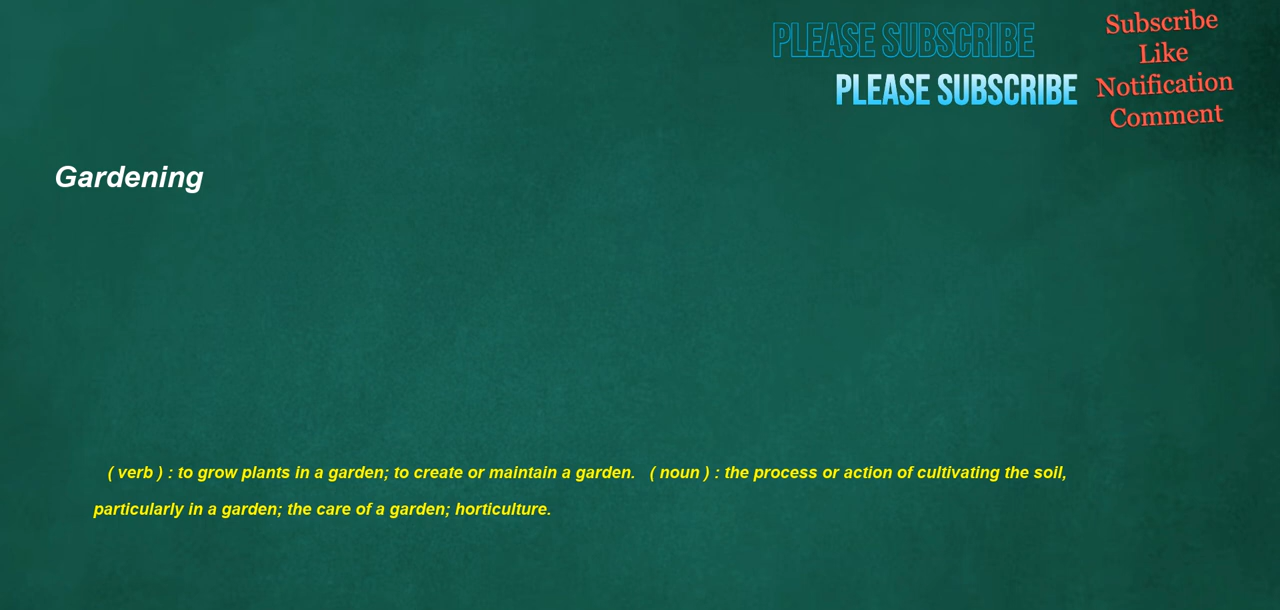 PLEASE SUBSCRIBE
PLEASE SUBSCRIBE
Subscribe
Like
Notification
Comment
Gardening
( verb ) : to grow plants in a garden; to create or maintain a garden. ( noun ) : the process or action of cultivating the soil,
particularly in a garden; the care of a garden; horticulture.